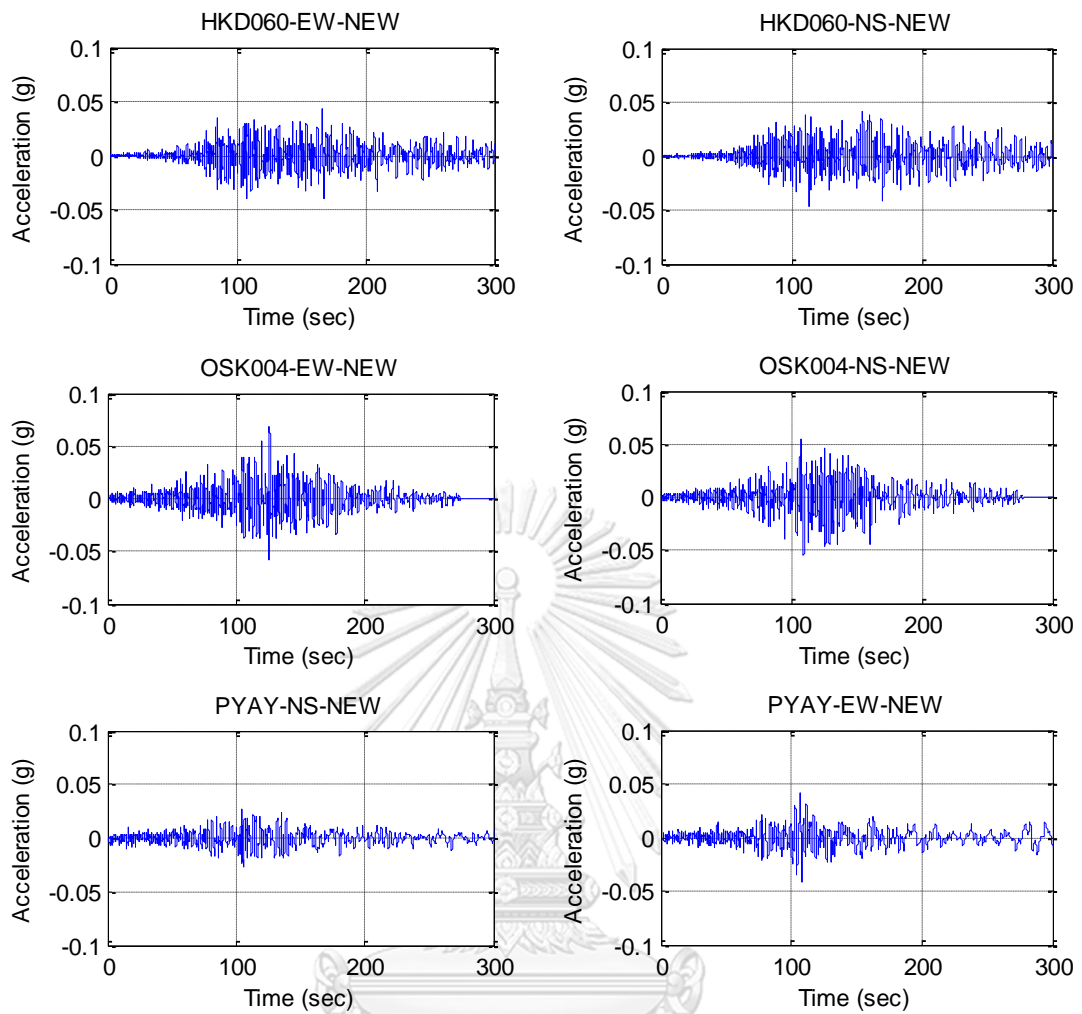 HKD060-EW-NEW
0.1
0.05
0
-0.05
-0.1
Acceleration (g)
0 100 200 300
Time (sec)
HKD060-NS-NEW
0.1
0.05
0
-0.05
-0.1
Acceleration (g)
0 100 200 300
Time (sec)
OSK004-EW-NEW
0.1
0.05
0
-0.05
-0.1
Acceleration (g)
0 100 200 300
Time (sec)
OSK004-NS-NEW
0.1
0.05
0
-0.05
-0.1
Acceleration (g)
0 100 200 300
Time (sec)
PYAY-NS-NEW
0.1
0.05
0
-0.05
-0.1
Acceleration (g)
0 100 200 300
Time (sec)
PYAY-EW-NEW
0.1
0.05
0
-0.05
-0.1
Acceleration (g)
0 100 200 300
Time (sec)